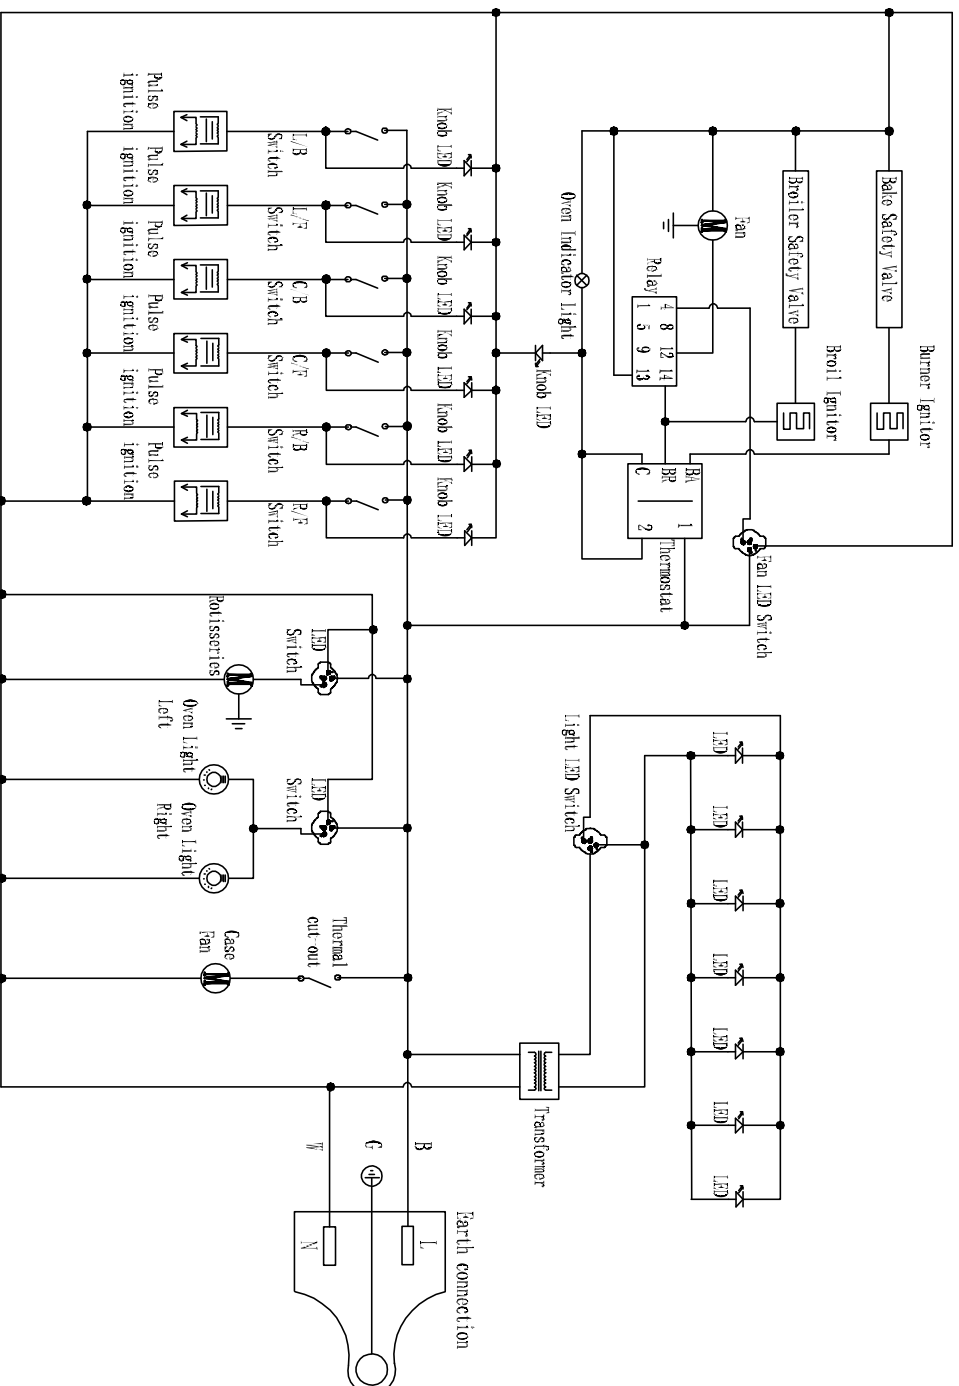 Burner Ignitor
Bake Safety Valve
Broil Ignitor
Broiler Safety Valve
Fan LED Switch
Fan
LED
LED
LED
LED
LED
LED
LED
Relay
4 8 12 14
1 5 9 13
BA 1
BR
C 2
Thermostat
Oven Indicator Light
Light LED Switch
Knob LED
Transformer
Earth connection
Knob LED
Knob LED
Knob LED
Knob LED
Knob LED
Knob LED
B
L
G
W
N
L/B
Switch
L/F
Switch
C B
Switch
C/F
Switch
R/B
Switch
R/F
Switch
LED
Switch
LED
Switch
Thermal
cut-out
Rotisseries
Oven Light
Left
Oven Light
Right
Case
Fan
Pulse
ignition
Pulse
ignition
Pulse
ignition
Pulse
ignition
Pulse
ignition
Pulse
ignition